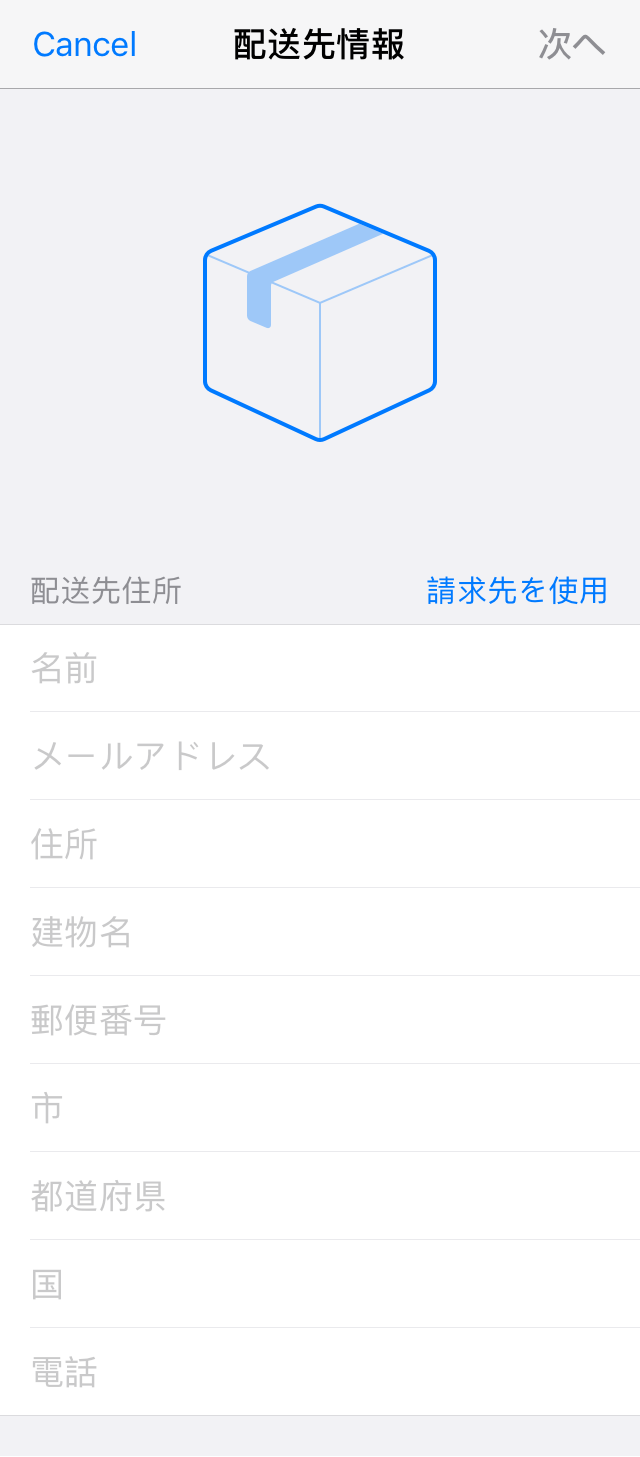 Cancel 配送先情報 次へ
配送先住所 請求先を使用
名前
メールアドレス
住所
建物名
郵便番号
市
都道府県
国
電話